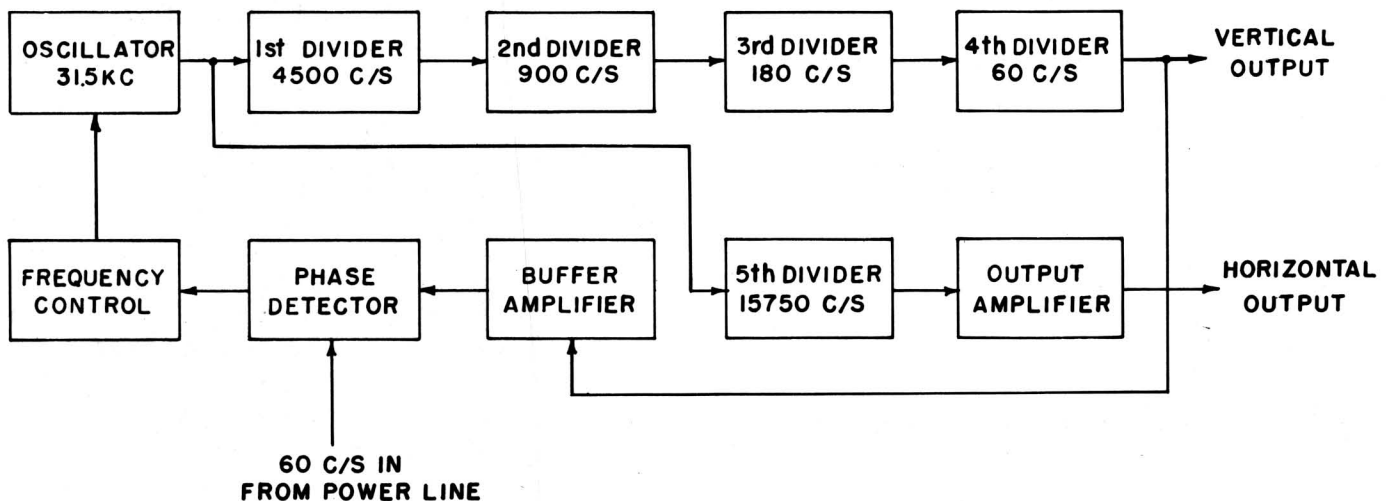 OSCILLATOR
31.5KC
1st DIVIDER
4500 C/S
2nd DIVIDER
900 C/S
3rd DIVIDER
180 C/S
4th DIVIDER
60 C/S
VERTICAL
OUTPUT
FREQUENCY
CONTROL
PHASE
DETECTOR
BUFFER
AMPLIFIER
5th DIVIDER
15750 C/S
OUTPUT
AMPLIFIER
HORIZONTAL
OUTPUT
60 C/S IN
FROM POWER LINE